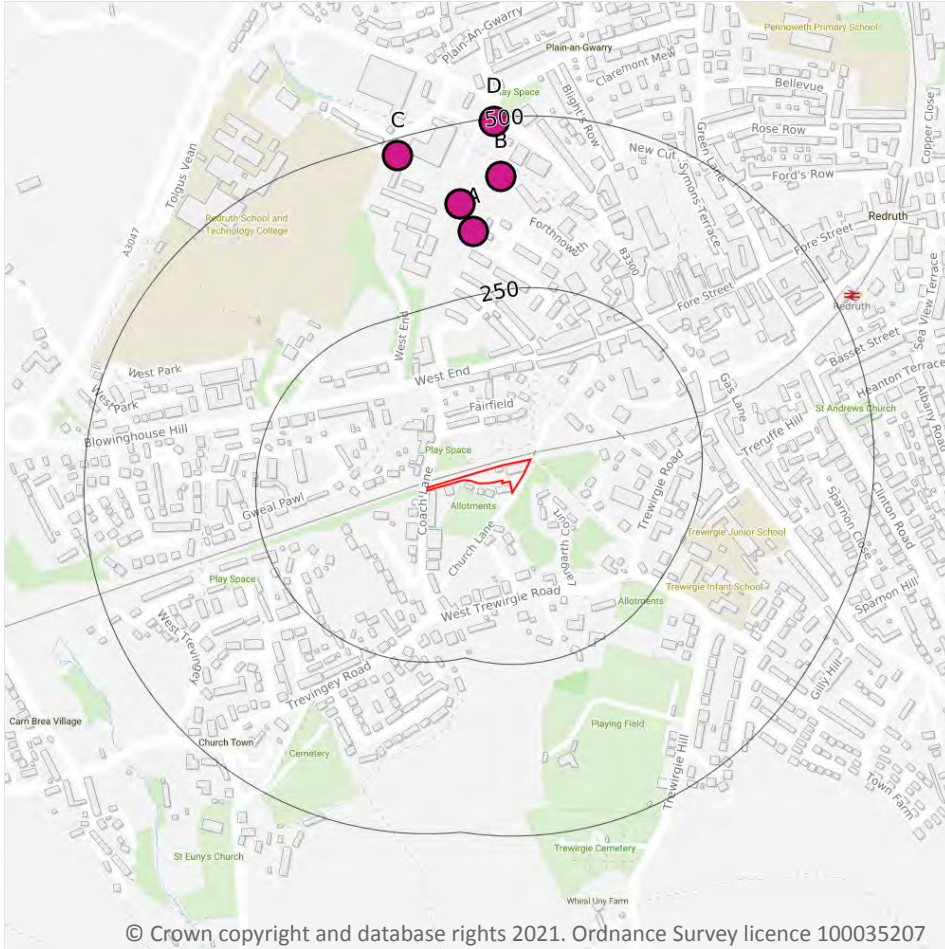 Plain-An-Gwarry
Pennoweth Primary School
Plain-an-Gwarry
Claremont Mews
Copper Close
D
ay Space
Bellevue
Blight's Row
C
500
Rose Row
Green Lane
B
New Cut
Symons Terrace
Ford's Row
Tolgus Vean
A
Redruth School and
Technology College
Redruth
Fore Street
Forthnoweth
A3047
B3300
Sea View Terrace
250
Fore Street
Redruth
West End
Basset Street
West Park
West End
Heanton Terrace
Gas Lane
West Park
Fairfield
St Andrews Church
Albany Road
Blowinghouse Hill
Treruffe Hill
Play Space
Trewirgie Road
Coach Lane
Gweal Pawl
Allotments
Sparnon Close
Clinton Road
Church Lane
Trewirgie Junior School
Langarth Court
Play Space
Trewirgie Infant School
Sparnon Hill
West Trewirgie Road
Allotments
West Trevingey
Trevingey Road
Gilly Hill
Carn Brea Village
Playing Field
Church Town
Cemetery
Trewirgie Hill
Town Farm
St Euny's Church
Trewirgie Cemetery
Wheal Uny Farm
© Crown copyright and database rights 2021. Ordnance Survey licence 100035207